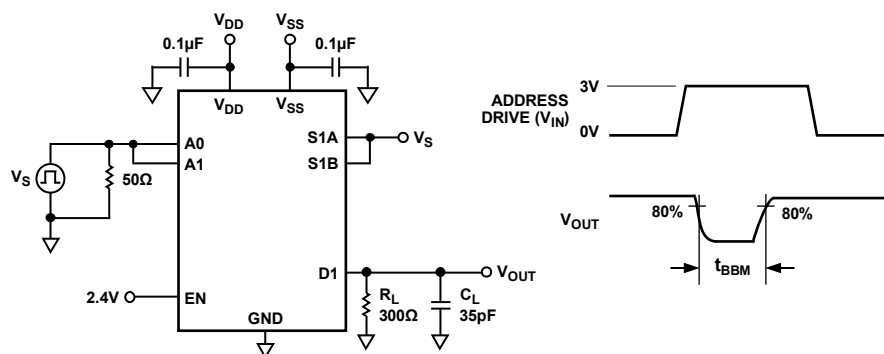 VDD
VSS
0.1µF
0.1µF
VDD
VSS
A0
A1
S1A
S1B
VS
VS
50Ω
D1
VOUT
2.4V
EN
RL
300Ω
CL
35pF
GND
3V
ADDRESS
DRIVE (VIN)
0V
VOUT
80%
80%
tBBM